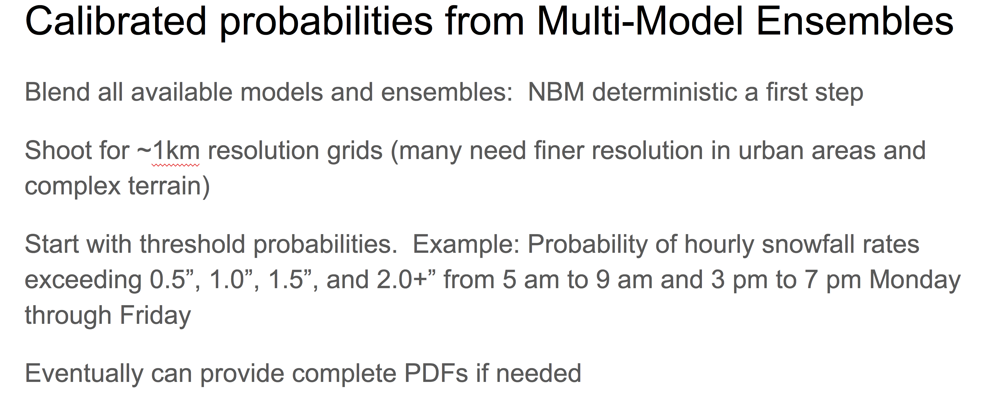 Calibrated probabilities from Multi-Model Ensembles
Blend all available models and ensembles:  NBM deterministic a first step
Shoot for ~1km resolution grids (many need finer resolution in urban areas and
complex terrain)
Start with threshold probabilities.  Example: Probability of hourly snowfall rates
exceeding 0.5”, 1.0”, 1.5”, and 2.0+” from 5 am to 9 am and 3 pm to 7 pm Monday
through Friday
Eventually can provide complete PDFs if needed